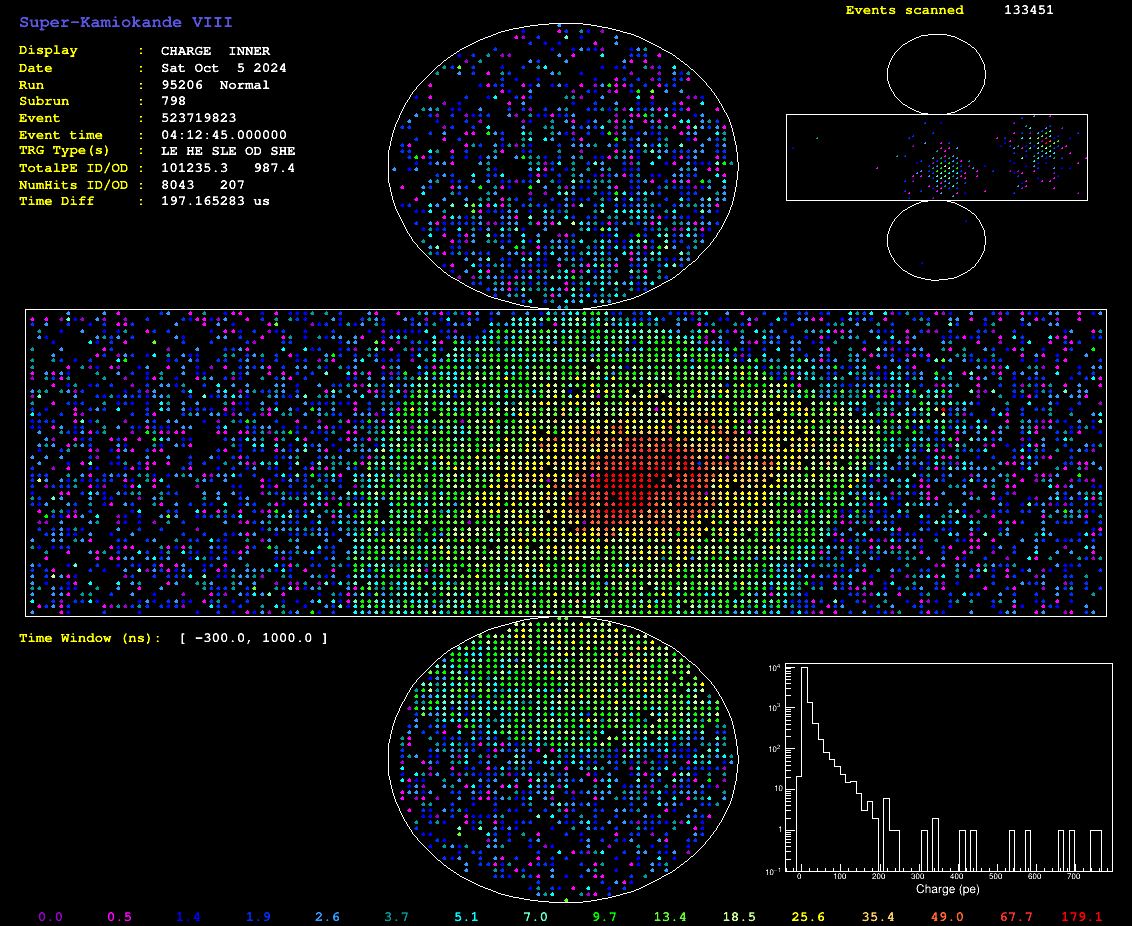 Super-Kamiokande VIII
Events scanned 133451
Display : CHARGE INNER
Date : Sat Oct 5 2024
Run : 95206 Normal
Subrun : 798
Event : 523719823
Event time : 04:12:45.000000
TRG Type(s) : LE HE SLE OD SHE
TotalPE ID/OD : 101235.3 987.4
NumHits ID/OD : 8043 207
Time Diff : 197.165283 us
Time Window (ns): [ -300.0, 1000.0 ]
10⁴
10³
10²
10
1
10⁻¹
0 100 200 300 400 500 600 700
Charge (pe)
0.0 0.5 1.4 1.9 2.6 3.7 5.1 7.0 9.7 13.4 18.5 25.6 35.4 49.0 67.7 179.1